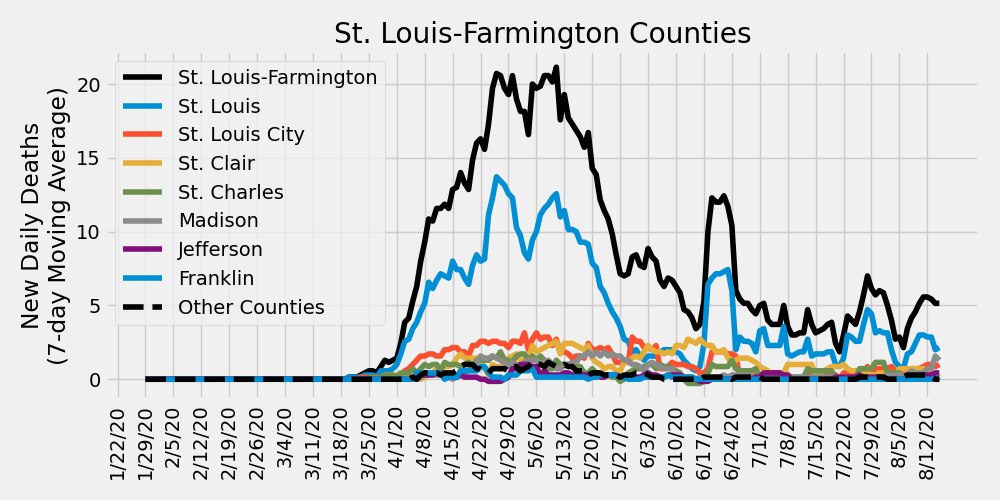 St. Louis-Farmington Counties
New Daily Deaths
(7-day Moving Average)
20
15
10
5
0
St. Louis-Farmington
St. Louis
St. Louis City
St. Clair
St. Charles
Madison
Jefferson
Franklin
Other Counties
1/22/20
1/29/20
2/5/20
2/12/20
2/19/20
2/26/20
3/4/20
3/11/20
3/18/20
3/25/20
4/1/20
4/8/20
4/15/20
4/22/20
4/29/20
5/6/20
5/13/20
5/20/20
5/27/20
6/3/20
6/10/20
6/17/20
6/24/20
7/1/20
7/8/20
7/15/20
7/22/20
7/29/20
8/5/20
8/12/20